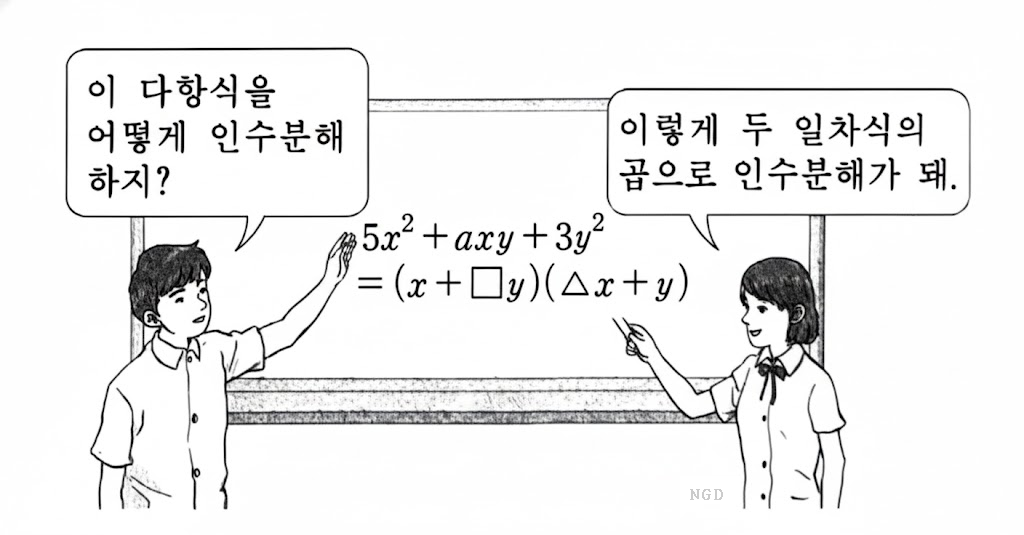 이 다항식을
어떻게 인수분해
하지?
이렇게 두 일차식의
곱으로 인수분해가 돼.
5x² + axy + 3y²
= (x + □y)(△x + y)
NGD